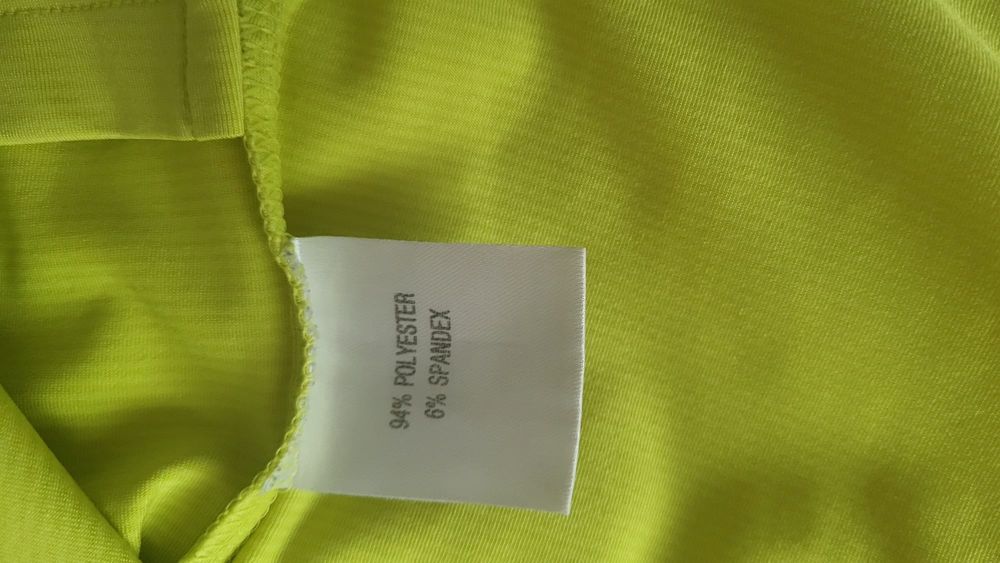 94% POLYESTER
6% SPANDEX